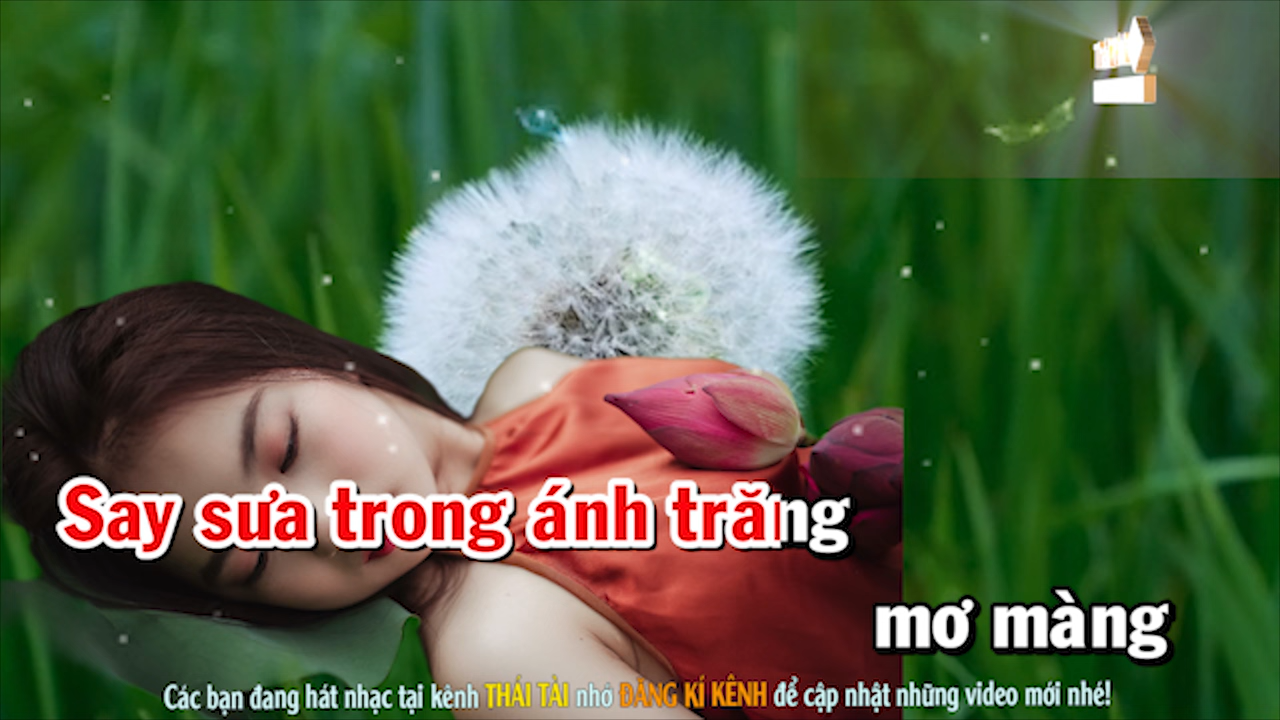 Say sưa trong ánh trăng
mơ màng
Các bạn đang hát nhạc tại kênh THÁI TÀI nhớ ĐĂNG KÍ KÊNH để cập nhật những video mới nhé!